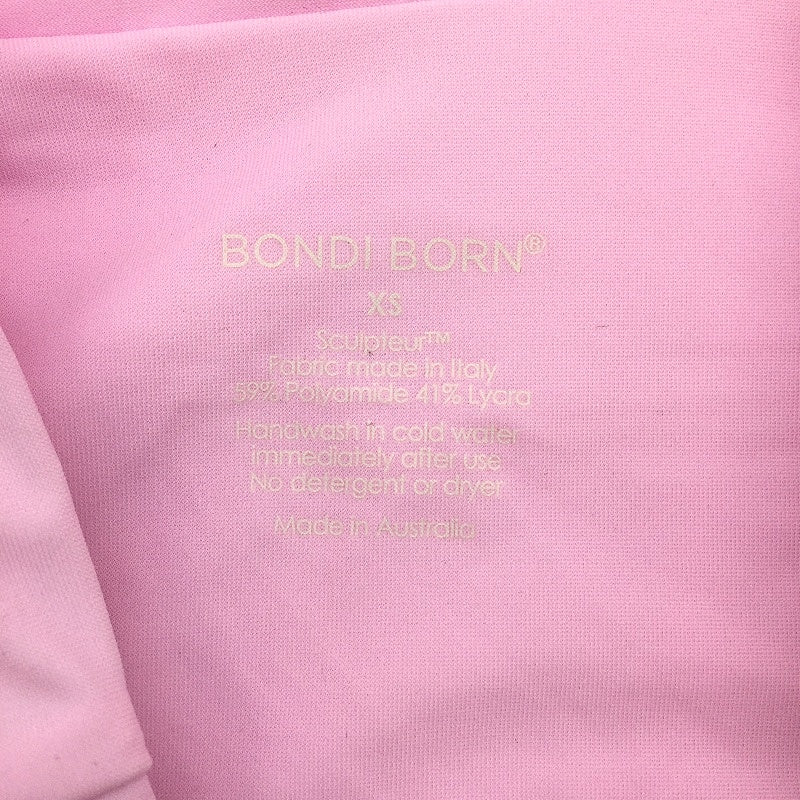 BONDI BORN®
XS
Sculpteur™
Fabric made in Italy
59% Polyamide 41% Lycra
Handwash in cold water
immediately after use
No detergent or dryer
Made in Australia